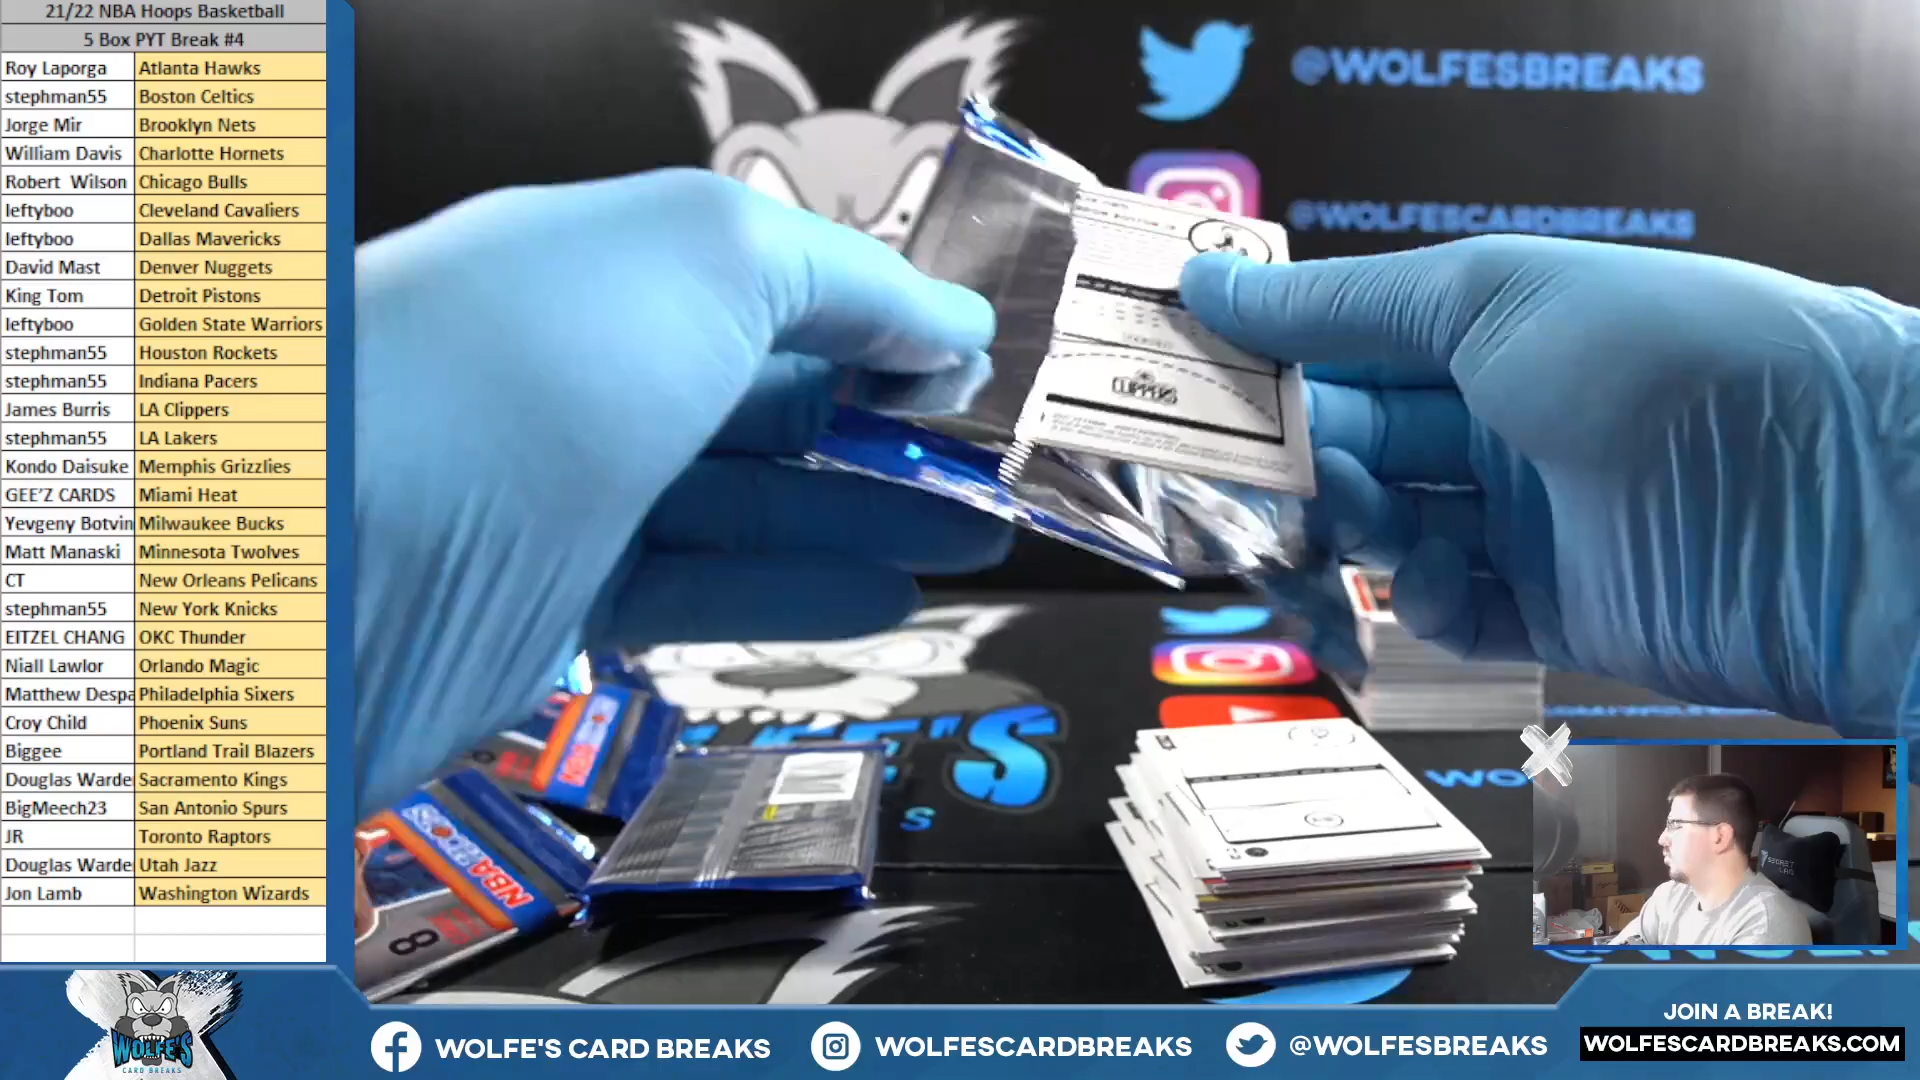 21/22 NBA Hoops Basketball
5 Box PYT Break #4
Roy Laporga Atlanta Hawks
stephman55 Boston Celtics
Jorge Mir Brooklyn Nets
William Davis Charlotte Hornets
Robert Wilson Chicago Bulls
leftyboo Cleveland Cavaliers
leftyboo Dallas Mavericks
David Mast Denver Nuggets
King Tom Detroit Pistons
leftyboo Golden State Warriors
stephman55 Houston Rockets
stephman55 Indiana Pacers
James Burris LA Clippers
stephman55 LA Lakers
Kondo Daisuke Memphis Grizzlies
GEE'Z CARDS Miami Heat
Yevgeny Botvin Milwaukee Bucks
Matt Manaski Minnesota Twolves
CT New Orleans Pelicans
stephman55 New York Knicks
EITZEL CHANG OKC Thunder
Niall Lawlor Orlando Magic
Matthew Despa Philadelphia Sixers
Croy Child Phoenix Suns
Biggee Portland Trail Blazers
Douglas Warde Sacramento Kings
BigMeech23 San Antonio Spurs
JR Toronto Raptors
Douglas Warde Utah Jazz
Jon Lamb Washington Wizards
@WOLFESBREAKS
@WOLFESCARDBREAKS
CLIPPERS
NBA HOOPS
8
SECRET
LAB
WOLFE'S
CARD BREAKS
WOLFE'S CARD BREAKS
WOLFESCARDBREAKS
@WOLFESBREAKS
JOIN A BREAK!
WOLFESCARDBREAKS.COM